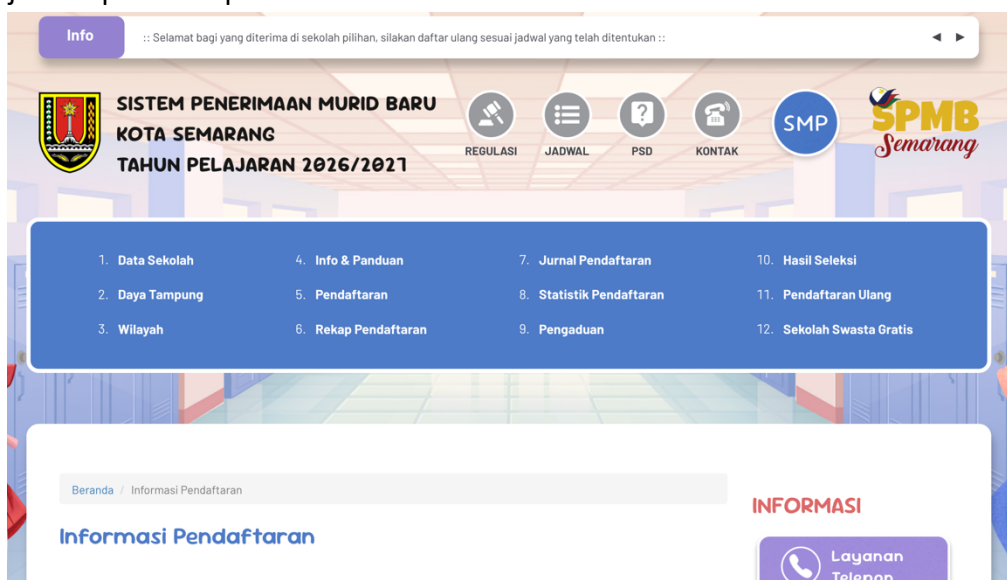 Info
:: Selamat bagi yang diterima di sekolah pilihan, silakan daftar ulang sesuai jadwal yang telah ditentukan ::
SISTEM PENERIMAAN MURID BARU
KOTA SEMARANG
TAHUN PELAJARAN 2026/2027
REGULASI
JADWAL
PSD
KONTAK
SMP
SPMB
Semarang
1. Data Sekolah
2. Daya Tampung
3. Wilayah
4. Info & Panduan
5. Pendaftaran
6. Rekap Pendaftaran
7. Jurnal Pendaftaran
8. Statistik Pendaftaran
9. Pengaduan
10. Hasil Seleksi
11. Pendaftaran Ulang
12. Sekolah Swasta Gratis
Beranda / Informasi Pendaftaran
Informasi Pendaftaran
INFORMASI
Layanan
Telepon